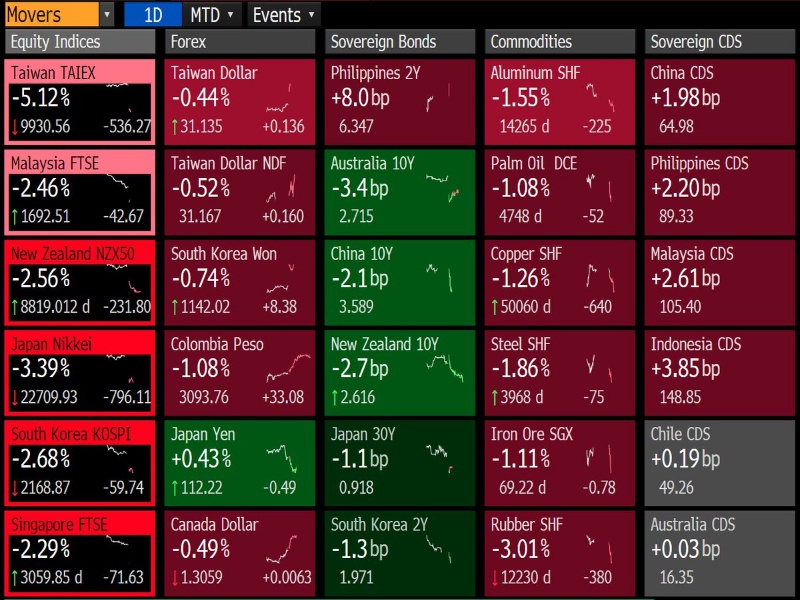 Movers 1D MTD Events
Equity Indices
Taiwan TAIEX
-5.12%
↓9930.56 -536.27
Malaysia FTSE
-2.46%
↑1692.51 -42.67
New Zealand NZX50
-2.56%
↑8819.012 d -231.80
Japan Nikkei
-3.39%
↓22709.93 -796.11
South Korea KOSPI
-2.68%
↓2168.87 -59.74
Singapore FTSE
-2.29%
↑3059.85 d -71.63
Forex
Taiwan Dollar
-0.44%
↑31.135 +0.136
Taiwan Dollar NDF
-0.52%
31.167 +0.160
South Korea Won
-0.74%
↑1142.02 +8.38
Colombia Peso
-1.08%
3093.76 +33.08
Japan Yen
+0.43%
↑112.22 -0.49
Canada Dollar
-0.49%
↓1.3059 +0.0063
Sovereign Bonds
Philippines 2Y
+8.0bp
6.347
Australia 10Y
-3.4bp
2.715
China 10Y
-2.1bp
3.589
New Zealand 10Y
-2.7bp
↑2.616
Japan 30Y
-1.1bp
0.918
South Korea 2Y
-1.3bp
1.971
Commodities
Aluminum SHF
-1.55%
14265 d -225
Palm Oil DCE
-1.08%
4748 d -52
Copper SHF
-1.26%
↑50060 d -640
Steel SHF
-1.86%
↑3968 d -75
Iron Ore SGX
-1.11%
69.22 d -0.78
Rubber SHF
-3.01%
↓12230 d -380
Sovereign CDS
China CDS
+1.98bp
64.98
Philippines CDS
+2.20bp
89.33
Malaysia CDS
+2.61bp
105.40
Indonesia CDS
+3.85bp
148.85
Chile CDS
+0.19bp
49.26
Australia CDS
+0.03bp
16.35